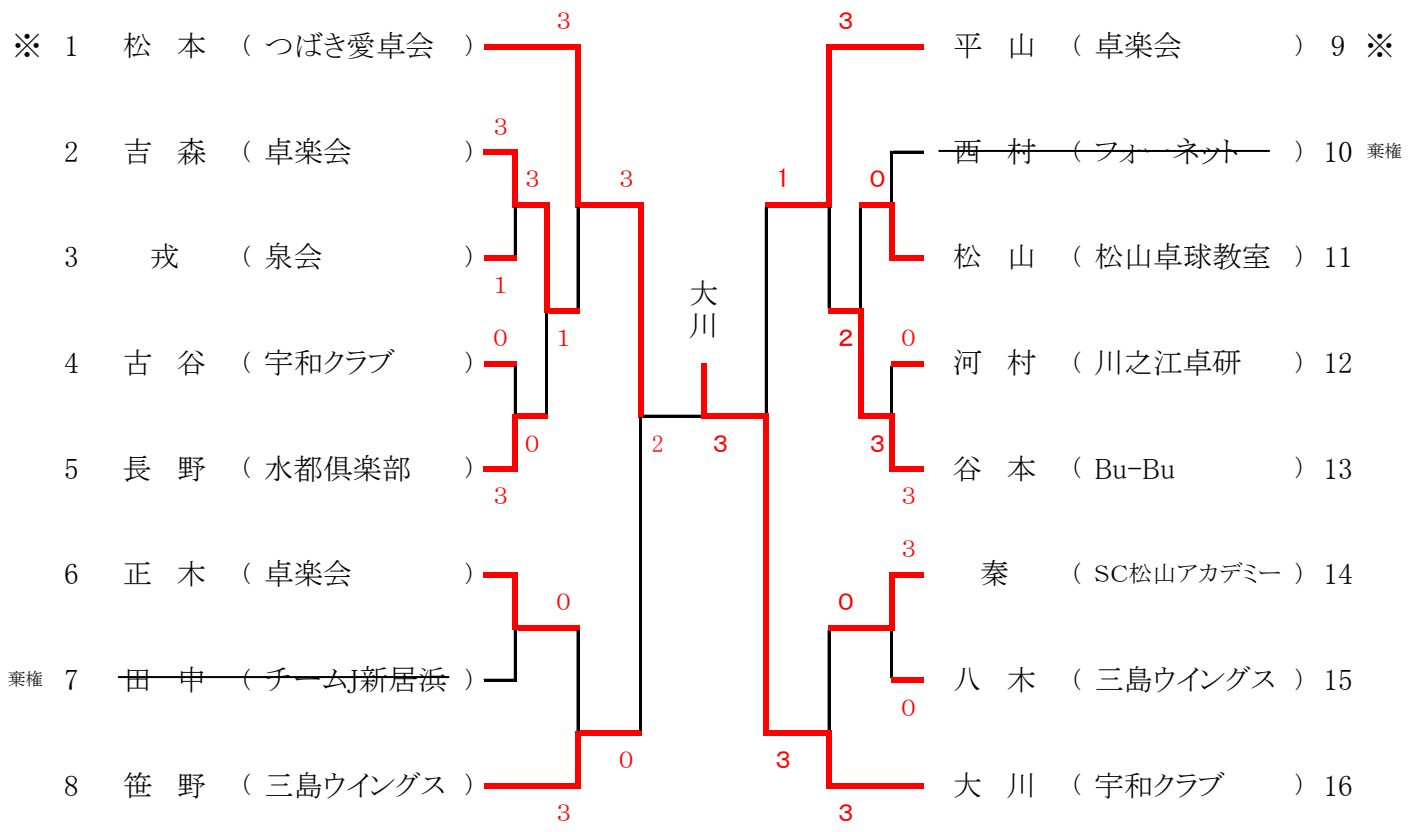 3 3
※ 1 松 本 ( つばき愛卓会 ) 平 山 ( 卓楽会 ) 9 ※
3
2 吉 森 ( 卓楽会 ) 西 村 ( フォーネット ) 10 棄権
3 3 1 0
3 戎 ( 泉会 ) 松 山 ( 松山卓球教室 ) 11
1 大川
0 1 2 0
4 古 谷 ( 宇和クラブ ) 河 村 ( 川之江卓研 ) 12
0 2 3 3
5 長 野 ( 水都倶楽部 ) 谷 本 ( Bu-Bu ) 13
3 3
3
6 正 木 ( 卓楽会 ) 秦 ( SC松山アカデミー ) 14
0 0
棄権 7 田 中 ( チームJ新居浜 ) 八 木 ( 三島ウイングス ) 15
0
0 3
8 笹 野 ( 三島ウイングス ) 大 川 ( 宇和クラブ ) 16
3 3